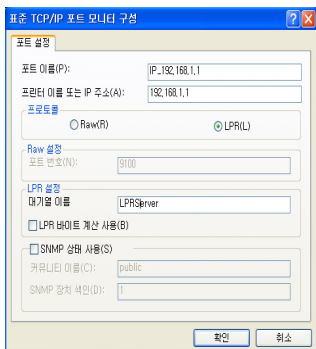 표준 TCP/IP 포트 모니터 구성
포트 설정
포트 이름(P): IP_192,168,1,1
프린터 이름 또는 IP 주소(A): 192,168,1,1
프로토콜
Raw(R) LPR(L)
Raw 설정
포트 번호(N): 9100
LPR 설정
대기열 이름 LPRServer
LPR 바이트 계산 사용(B)
SNMP 상태 사용(S)
커뮤니티 이름(C): public
SNMP 장치 색인(D): 1
확인 취소